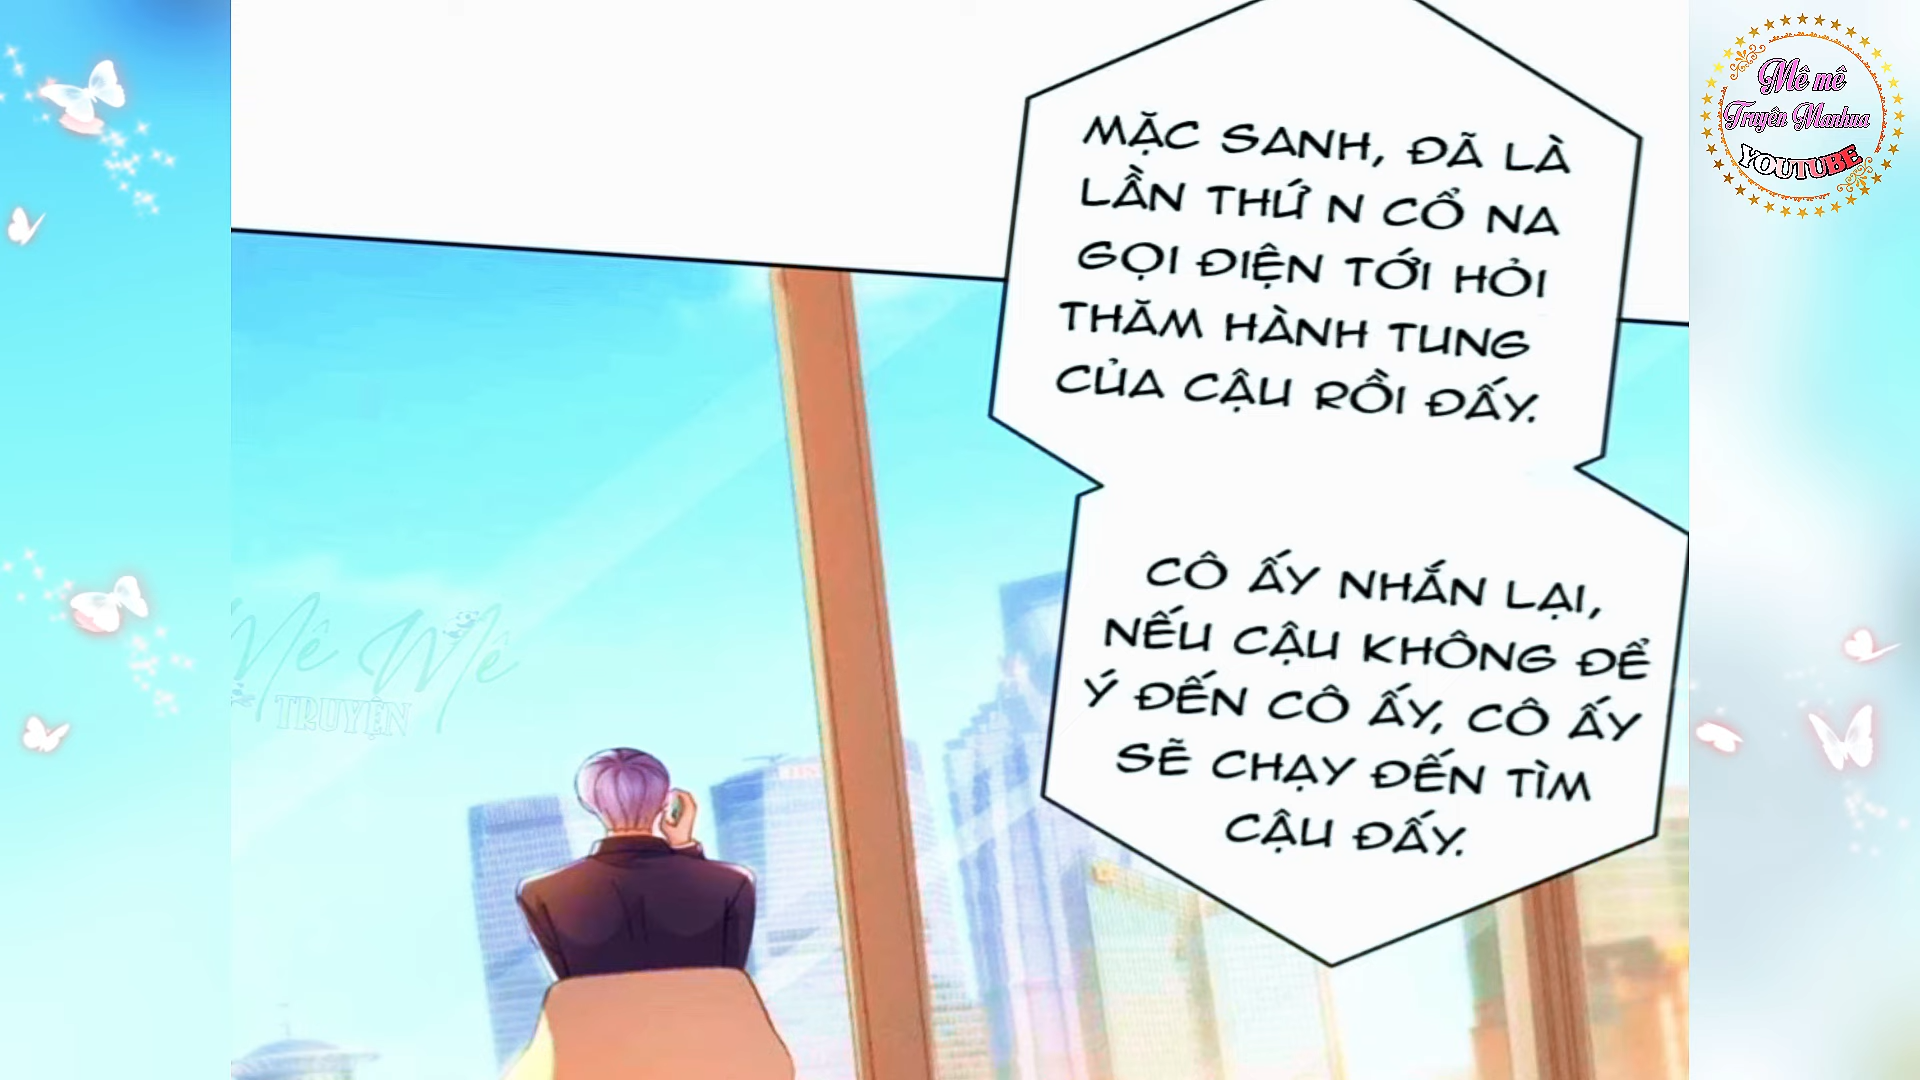 Mê mê
Truyện Manhua
YOUTUBE
MẶC SANH, ĐÃ LÀ
LẦN THỨ N CỔ NA
GỌI ĐIỆN TỚI HỎI
THĂM HÀNH TUNG
CỦA CẬU RỒI ĐẤY.
CÔ ẤY NHẮN LẠI,
NẾU CẬU KHÔNG ĐỂ
Ý ĐẾN CÔ ẤY, CÔ ẤY
SẼ CHẠY ĐẾN TÌM
CẬU ĐẤY.
Mê Mê
TRUYỆN